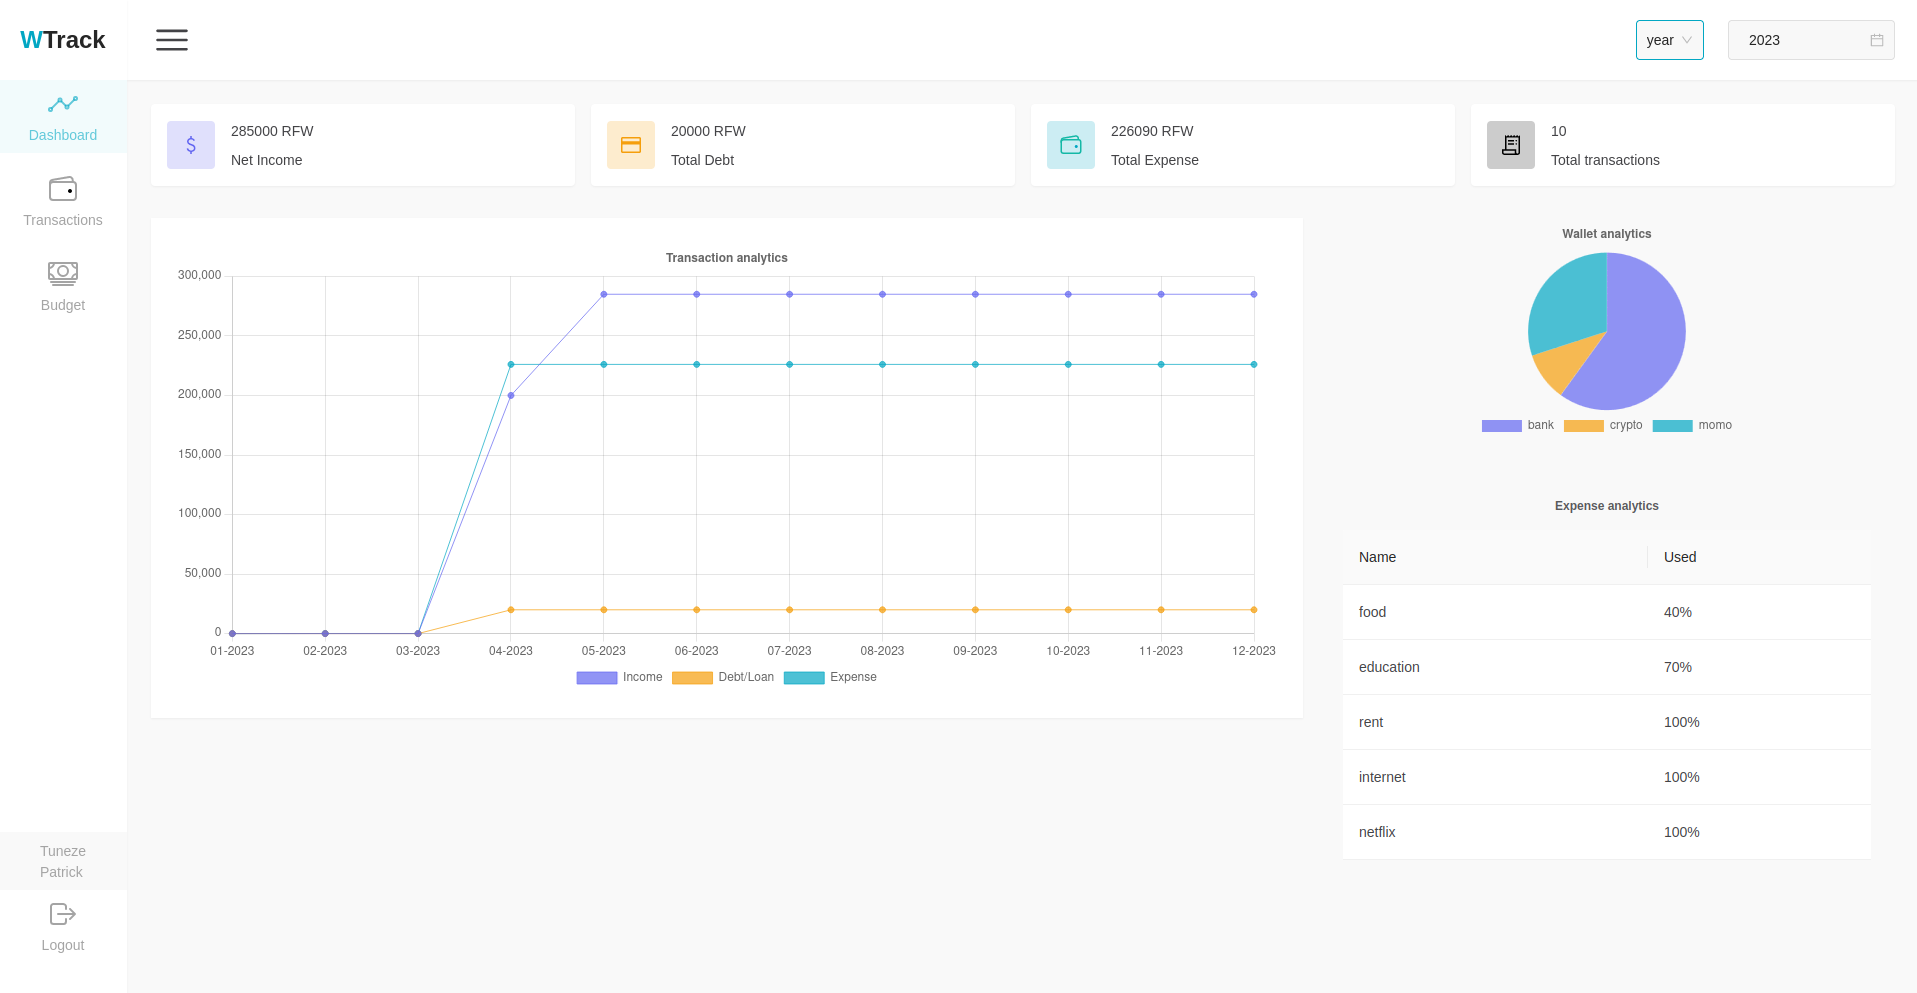 WTrack
year
2023
Dashboard
Transactions
Budget
Tuneze
Patrick
Logout
285000 RFW
Net Income
20000 RFW
Total Debt
226090 RFW
Total Expense
10
Total transactions
Transaction analytics
300,000
250,000
200,000
150,000
100,000
50,000
0
01-2023 02-2023 03-2023 04-2023 05-2023 06-2023 07-2023 08-2023 09-2023 10-2023 11-2023 12-2023
Income Debt/Loan Expense
Wallet analytics
bank crypto momo
Expense analytics
Name Used
food 40%
education 70%
rent 100%
internet 100%
netflix 100%